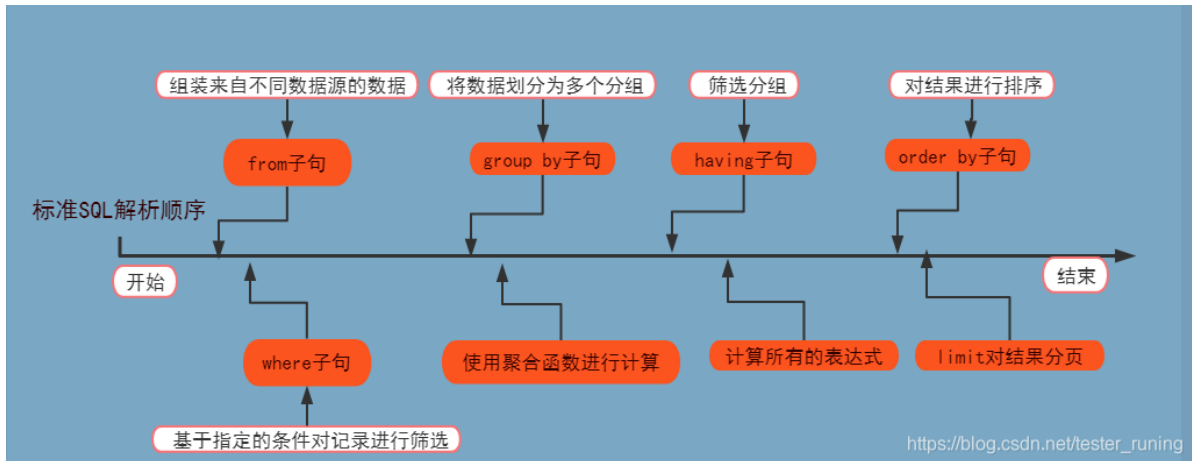 组装来自不同数据源的数据
将数据划分为多个分组
筛选分组
对结果进行排序
from子句
group by子句
having子句
order by子句
标准SQL解析顺序
开始
结束
where子句
使用聚合函数进行计算
计算所有的表达式
limit对结果分页
基于指定的条件对记录进行筛选
https://blog.csdn.net/tester_runing